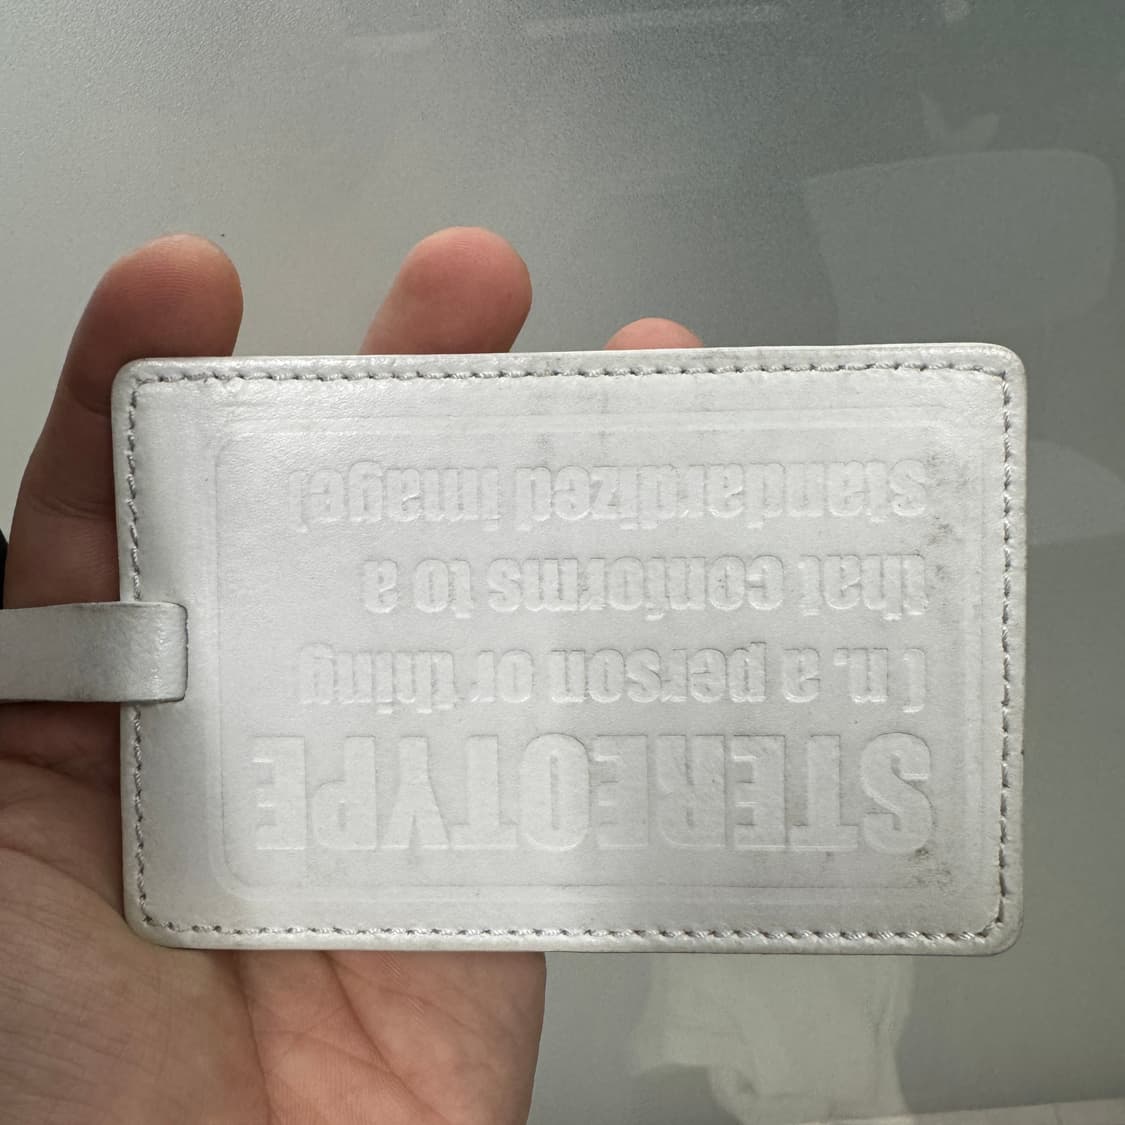 STEREOTYPE
( n. a person or thing
that conforms to a
standardized image)